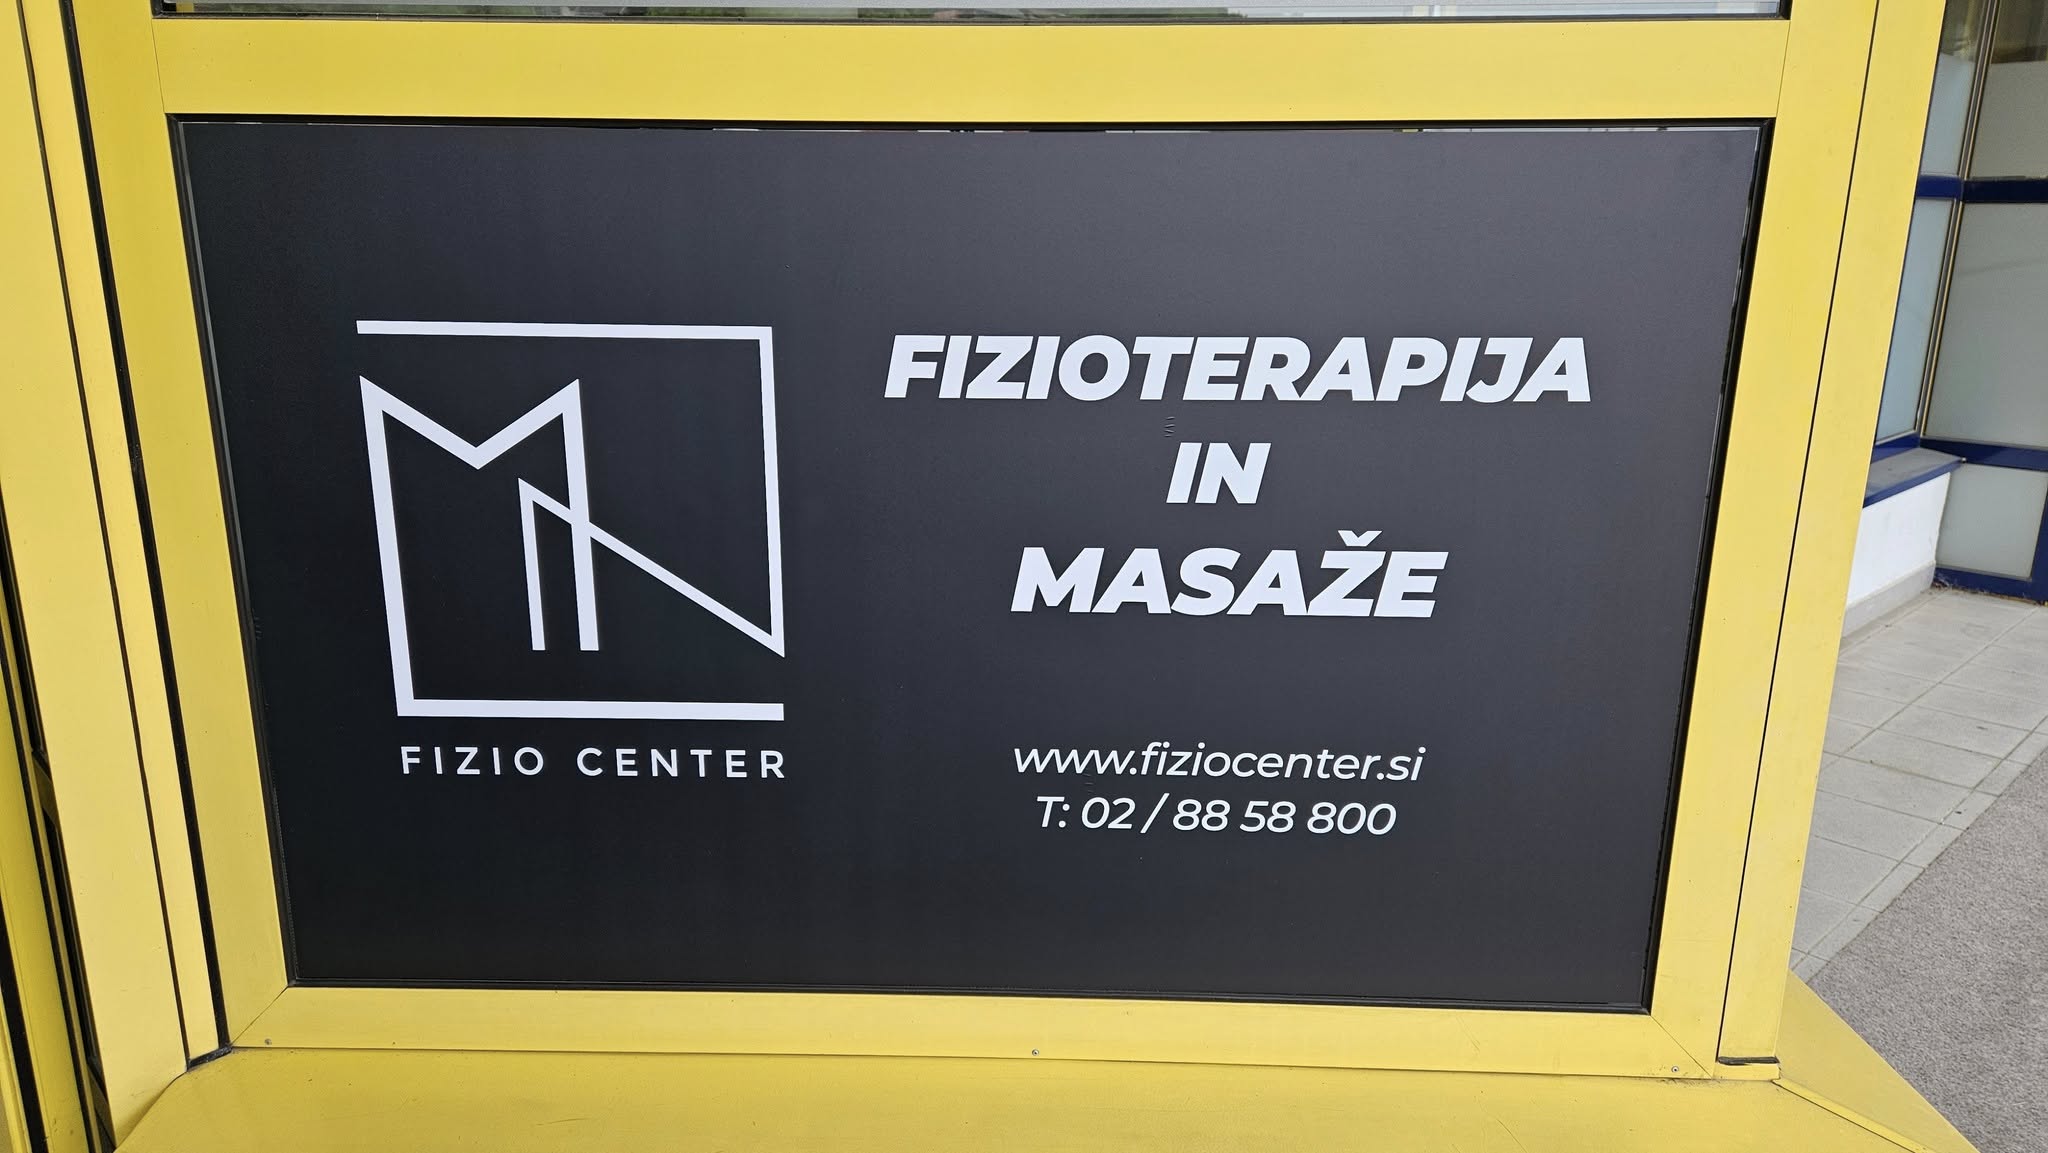 FIZIO CENTER
FIZIOTERAPIJA
IN
MASAŽE
www.fiziocenter.si
T: 02 / 88 58 800